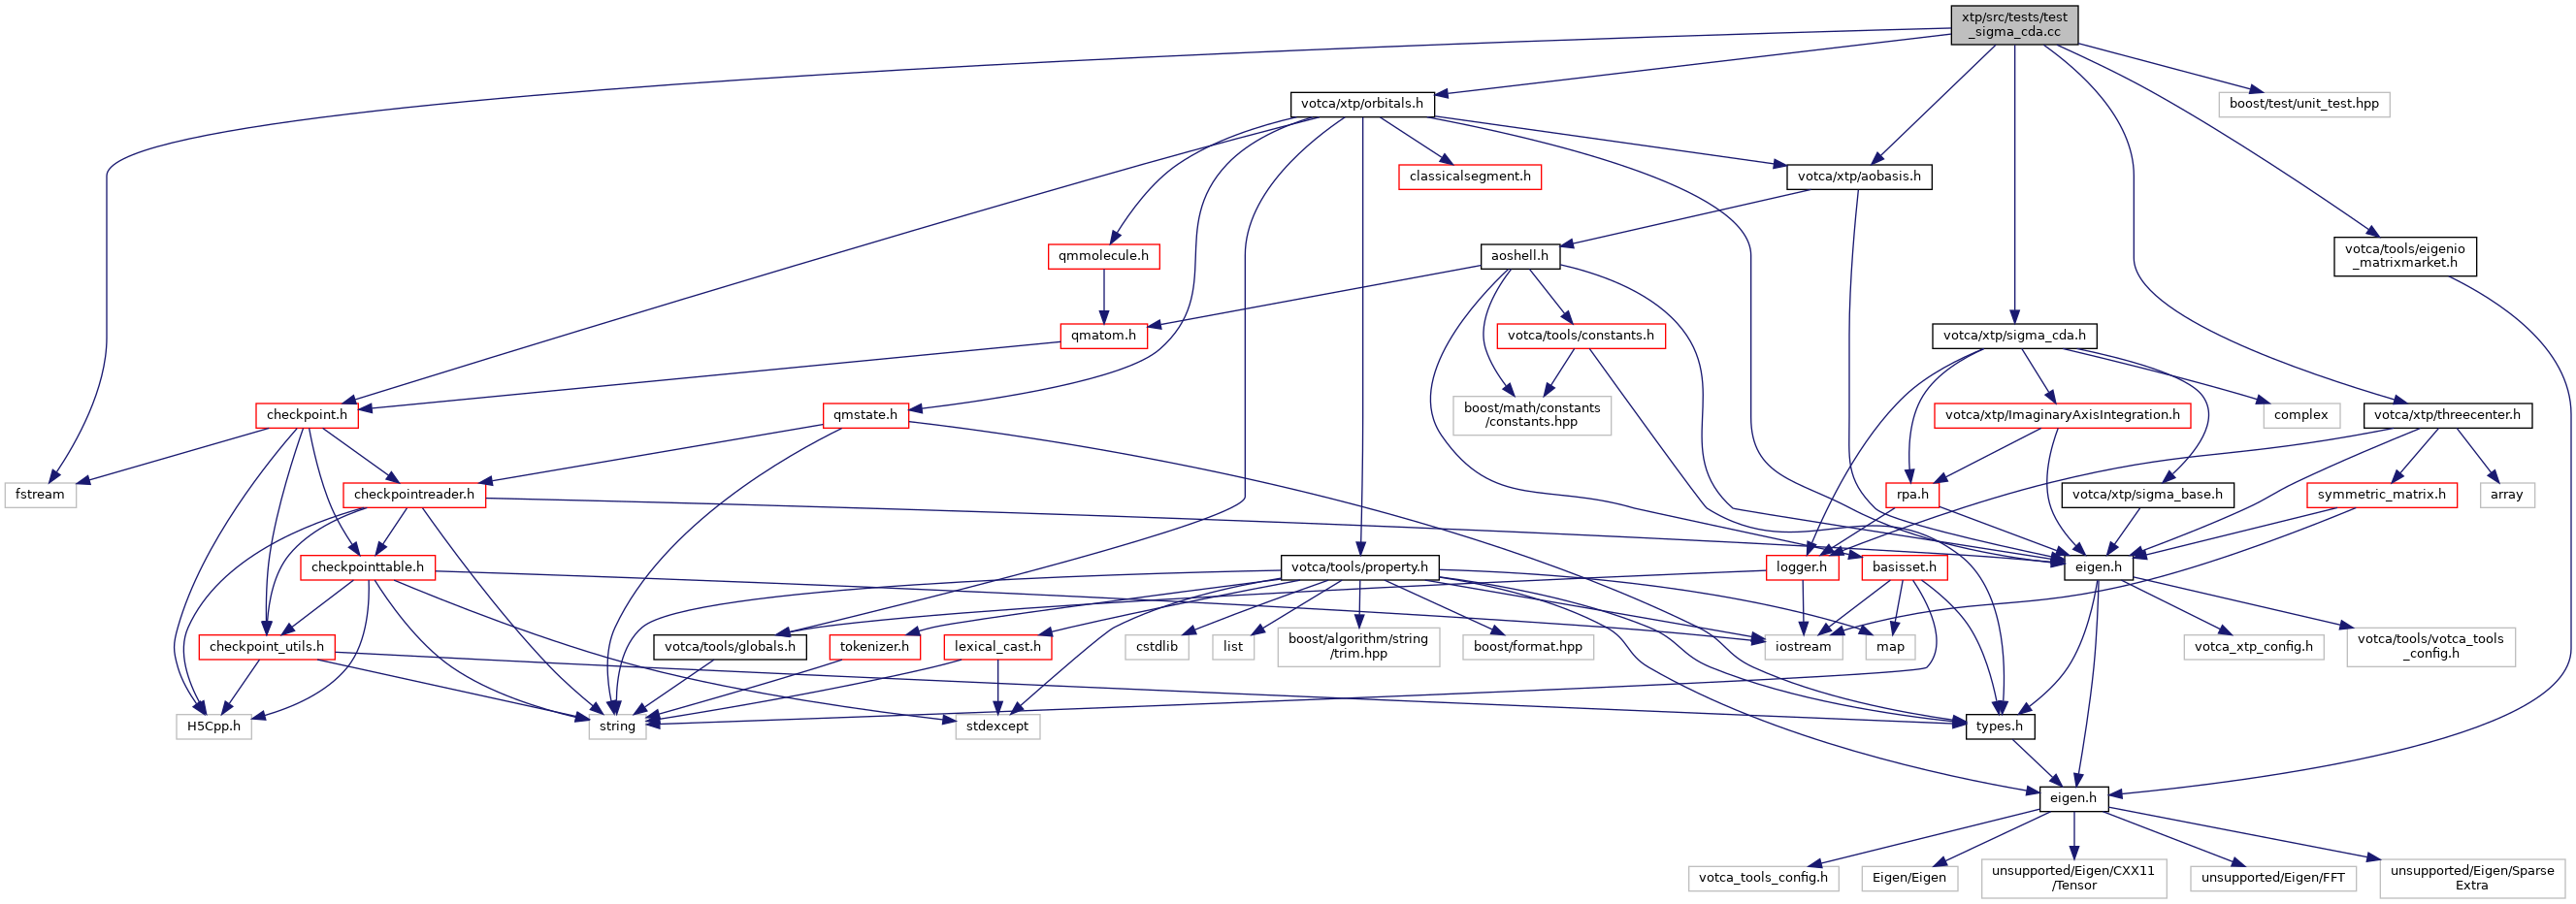 xtp/src/tests/test
_sigma_cda.cc
votca/xtp/orbitals.h
boost/test/unit_test.hpp
classicalsegment.h
votca/xtp/aobasis.h
qmmolecule.h
aoshell.h
votca/tools/eigenio
_matrixmarket.h
qmatom.h
votca/tools/constants.h
votca/xtp/sigma_cda.h
checkpoint.h
qmstate.h
boost/math/constants
/constants.hpp
votca/xtp/ImaginaryAxisIntegration.h
complex
votca/xtp/threecenter.h
fstream
checkpointreader.h
rpa.h
votca/xtp/sigma_base.h
symmetric_matrix.h
array
checkpointtable.h
votca/tools/property.h
logger.h
basisset.h
eigen.h
checkpoint_utils.h
votca/tools/globals.h
tokenizer.h
lexical_cast.h
cstdlib
list
boost/algorithm/string
/trim.hpp
boost/format.hpp
iostream
map
votca_xtp_config.h
votca/tools/votca_tools
_config.h
H5Cpp.h
string
stdexcept
types.h
eigen.h
votca_tools_config.h
Eigen/Eigen
unsupported/Eigen/CXX11
/Tensor
unsupported/Eigen/FFT
unsupported/Eigen/Sparse
Extra